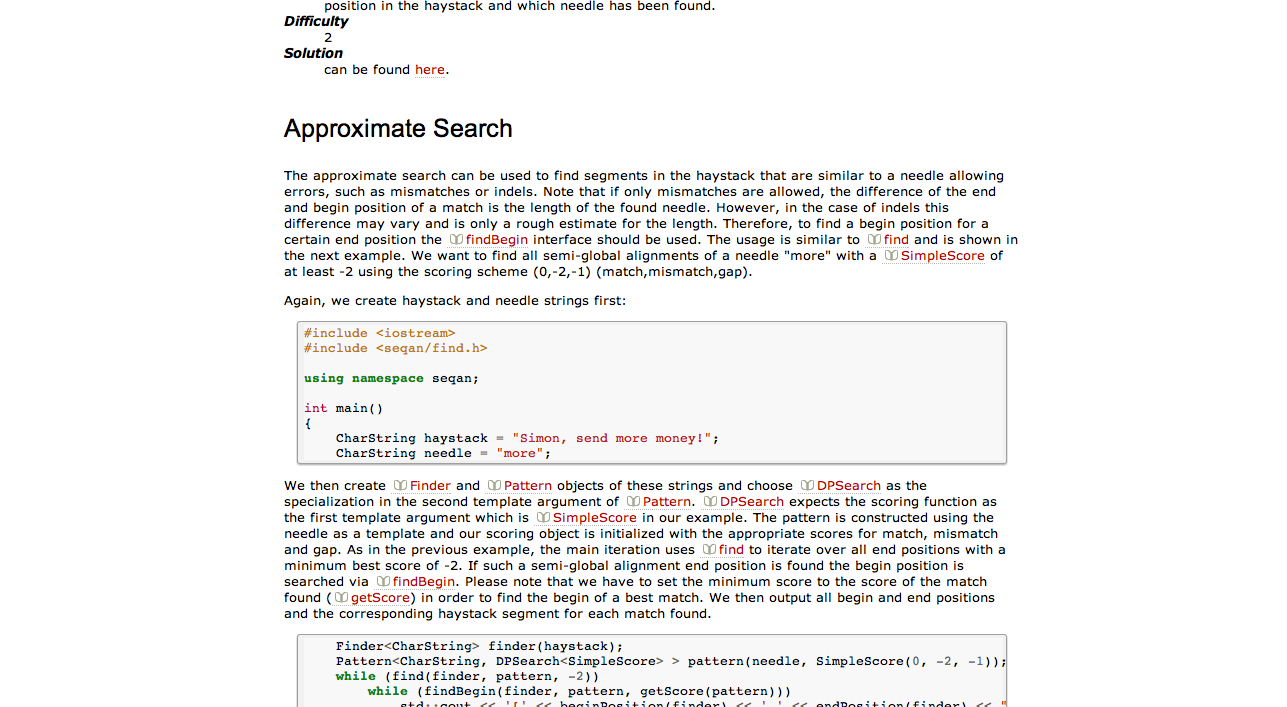 position in the haystack and which needle has been found.
Difficulty
2
Solution
can be found here.
Approximate Search
The approximate search can be used to find segments in the haystack that are similar to a needle allowing
errors, such as mismatches or indels. Note that if only mismatches are allowed, the difference of the end
and begin position of a match is the length of the found needle. However, in the case of indels this
difference may vary and is only a rough estimate for the length. Therefore, to find a begin position for a
certain end position the findBegin interface should be used. The usage is similar to find and is shown in
the next example. We want to find all semi-global alignments of a needle "more" with a SimpleScore of
at least -2 using the scoring scheme (0,-2,-1) (match,mismatch,gap).
Again, we create haystack and needle strings first:
#include <iostream>
#include <seqan/find.h>
using namespace seqan;
int main()
{
CharString haystack = "Simon, send more money!";
CharString needle = "more";
We then create Finder and Pattern objects of these strings and choose DPSearch as the
specialization in the second template argument of Pattern. DPSearch expects the scoring function as
the first template argument which is SimpleScore in our example. The pattern is constructed using the
needle as a template and our scoring object is initialized with the appropriate scores for match, mismatch
and gap. As in the previous example, the main iteration uses find to iterate over all end positions with a
minimum best score of -2. If such a semi-global alignment end position is found the begin position is
searched via findBegin. Please note that we have to set the minimum score to the score of the match
found ( getScore) in order to find the begin of a best match. We then output all begin and end positions
and the corresponding haystack segment for each match found.
Finder<CharString> finder(haystack);
Pattern<CharString, DPSearch<SimpleScore> > pattern(needle, SimpleScore(0, -2, -1));
while (find(finder, pattern, -2))
while (findBegin(finder, pattern, getScore(pattern)))
std::cout << '[' << beginPosition(finder) << ',' << endPosition(finder) << "